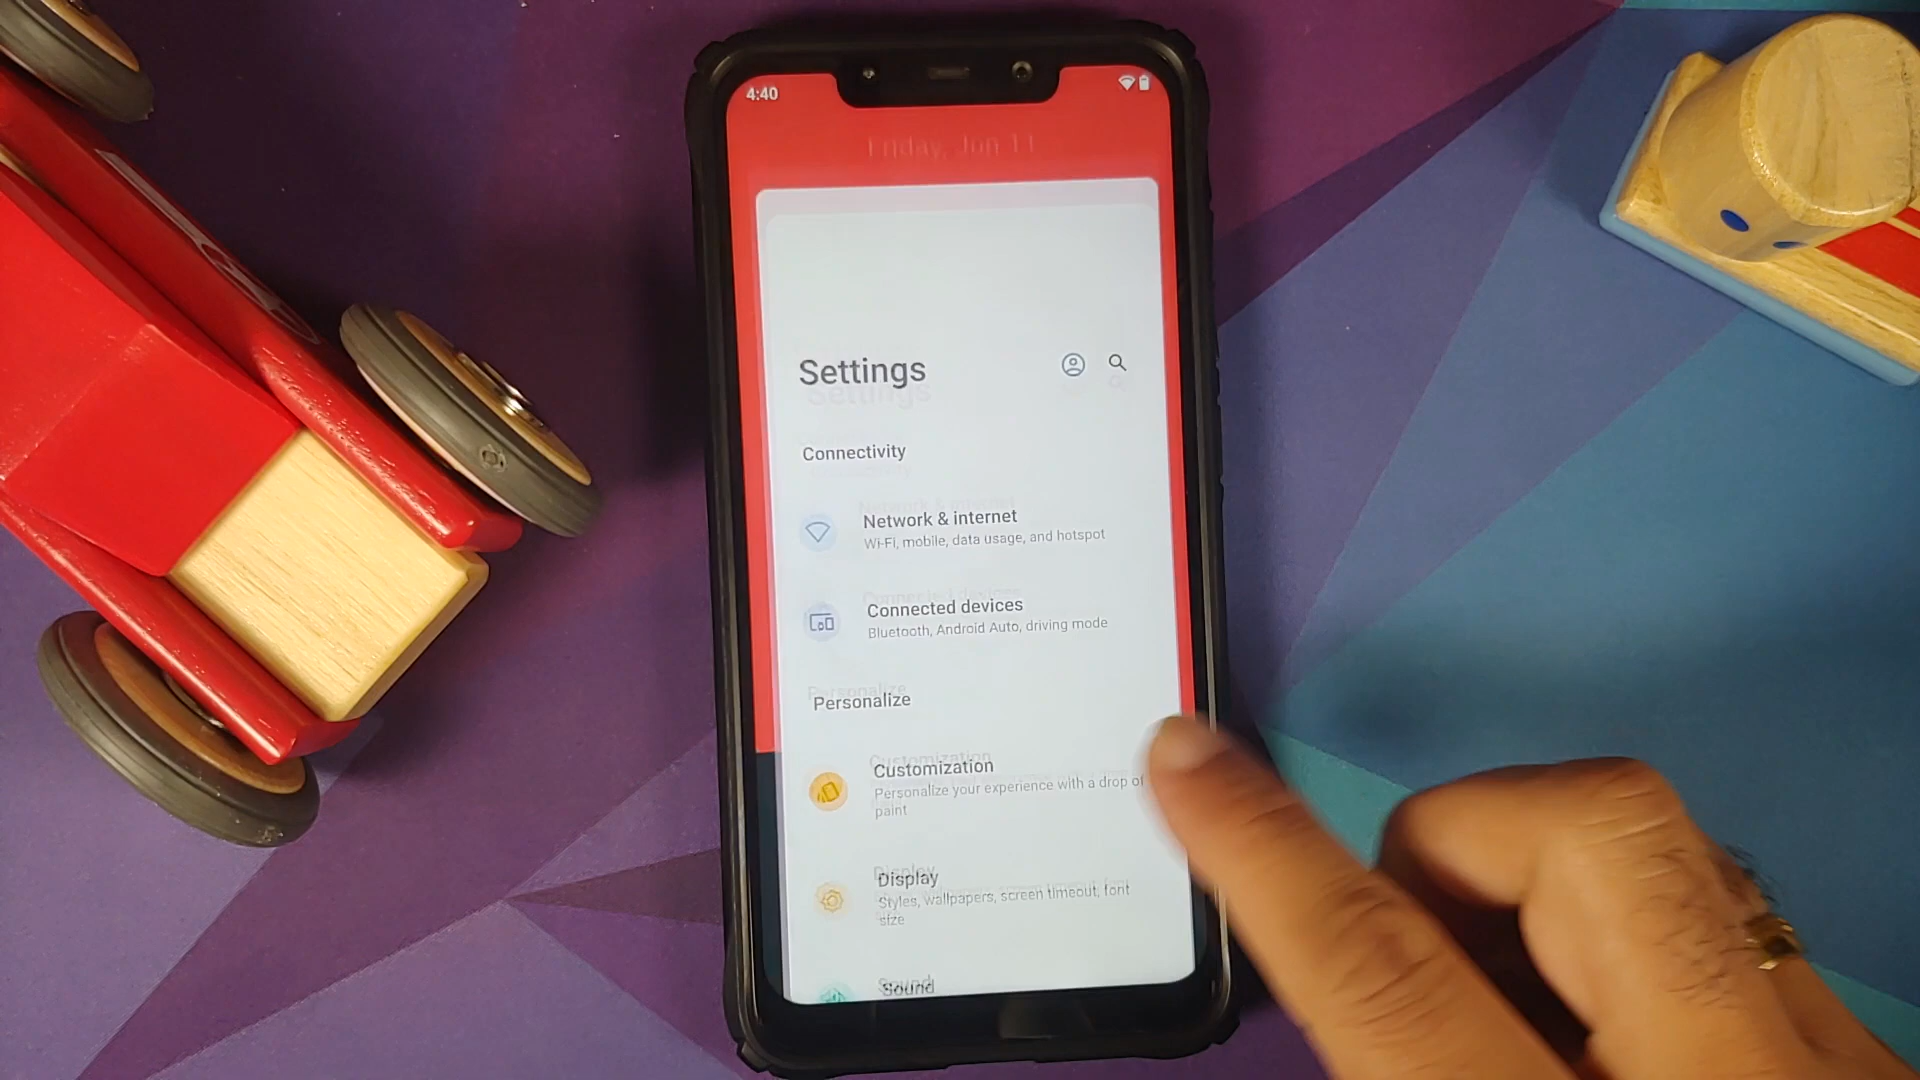 4:40
Friday, Jun 11
Settings
Connectivity
Network & internet
Wi-Fi, mobile, data usage, and hotspot
Connected devices
Bluetooth, Android Auto, driving mode
Personalize
Customization
Personalize your experience with a drop of
paint
Display
Styles, wallpapers, screen timeout, font
size
Sound